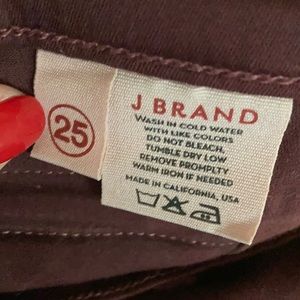 25
J BRAND
WASH IN COLD WATER
WITH LIKE COLORS
DO NOT BLEACH,
TUMBLE DRY LOW
REMOVE PROMPLTY
WARM IRON IF NEEDED
MADE IN CALIFORNIA, USA